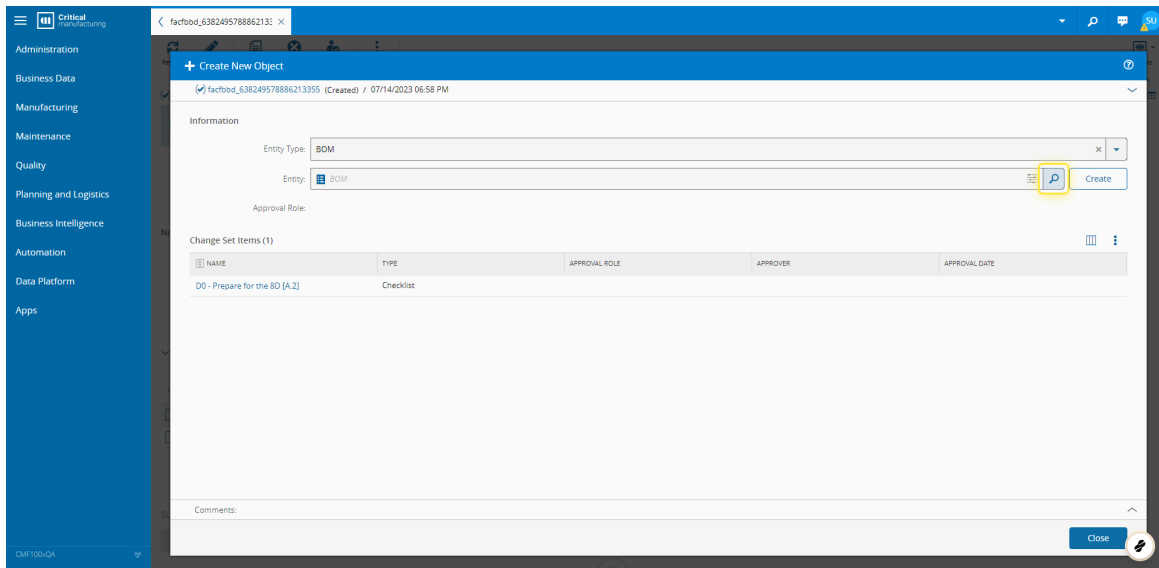 Critical
manufacturing
facfbbd_63824957888621335
SU
Administration
Business Data
Manufacturing
Maintenance
Quality
Planning and Logistics
Business Intelligence
Automation
Data Platform
Apps
CMF100xQA
Create New Object
facfbbd_638249578886213355 (Created) / 07/14/2023 06:58 PM
Information
Entity Type: BOM
Entity: BOM Create
Approval Role:
Change Set Items (1)
NAME TYPE APPROVAL ROLE APPROVER APPROVAL DATE
D0 - Prepare for the 8D [A.2] Checklist
Comments:
Close